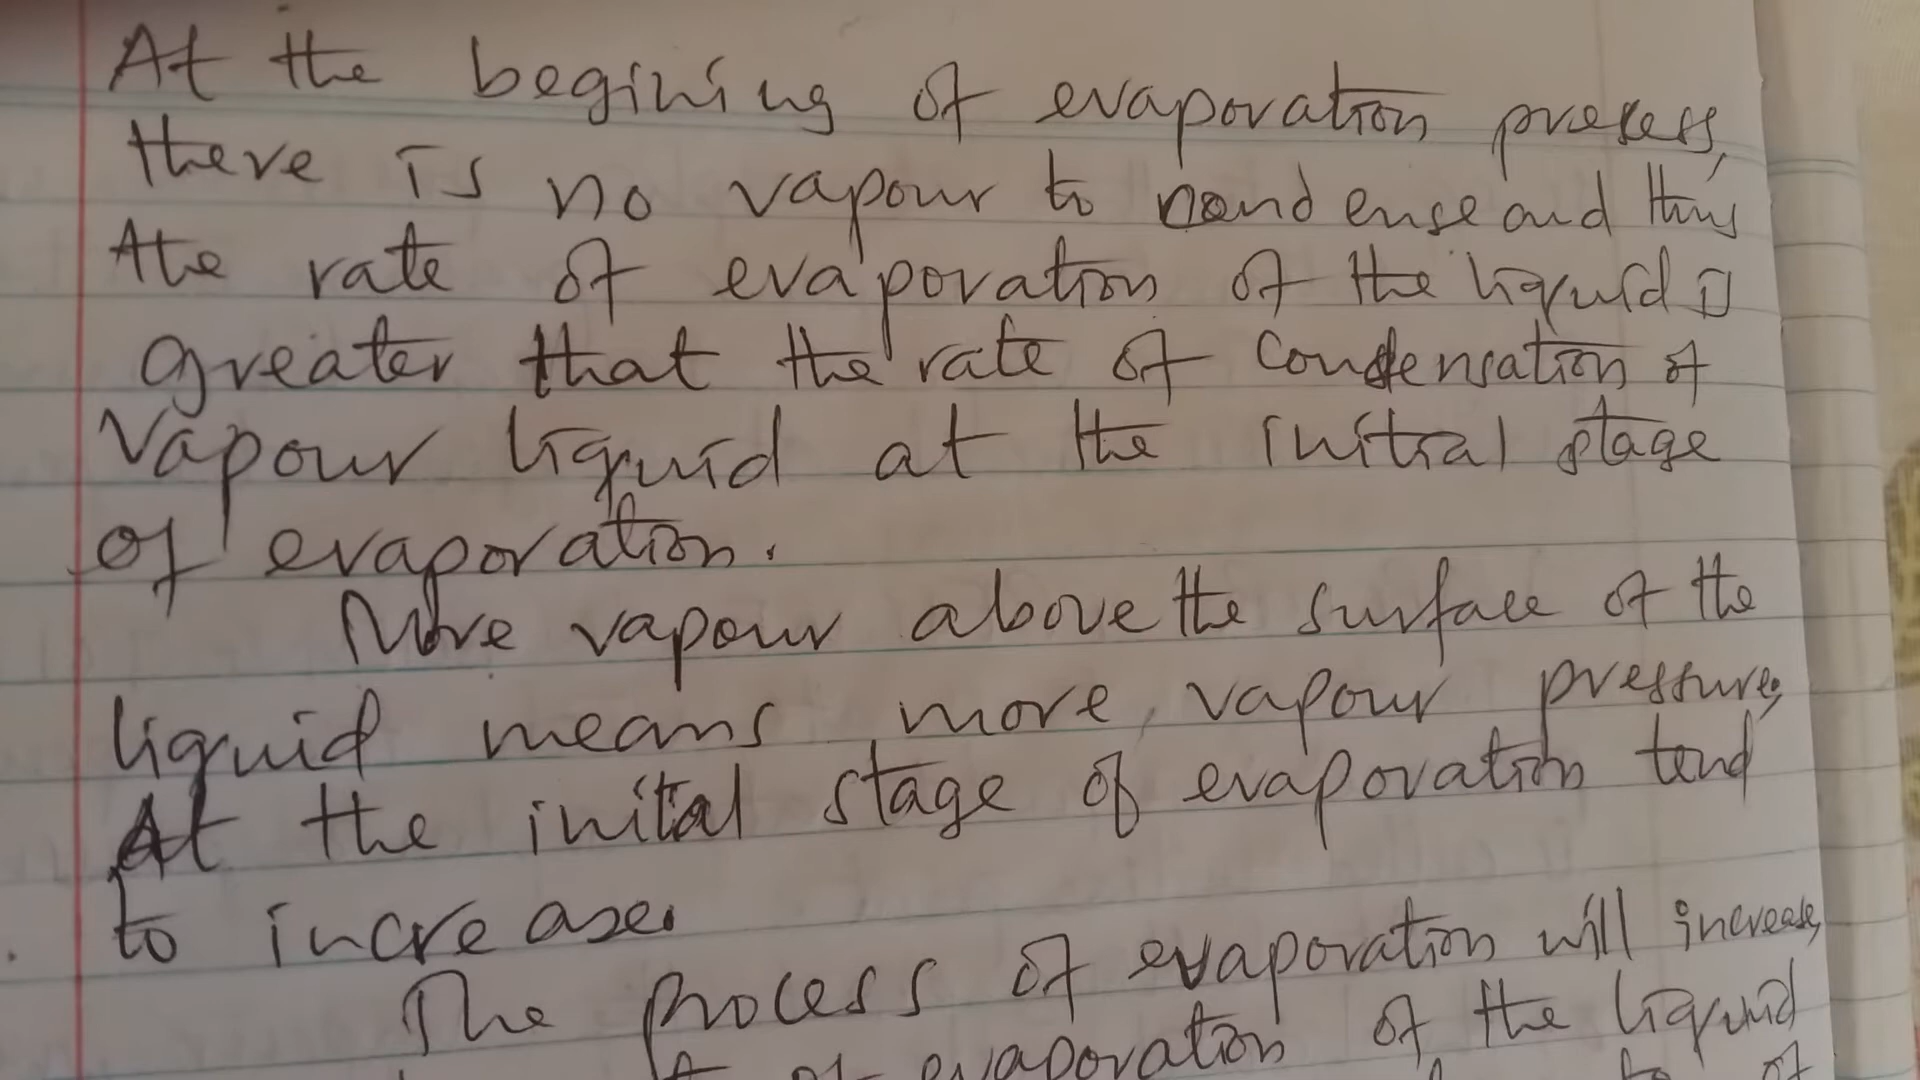 At the begining of evaporation process,
there is no vapour to condense and thus
the rate of evaporation of the liquid is
greater that the rate of condensation of
vapour liquid at the initial stage
of evaporation.
More vapour above the surface of the
liquid means more vapour pressure,
At the initial stage of evaporation tend
to increase.
The process of evaporation will increase,
of evaporation of the liquid